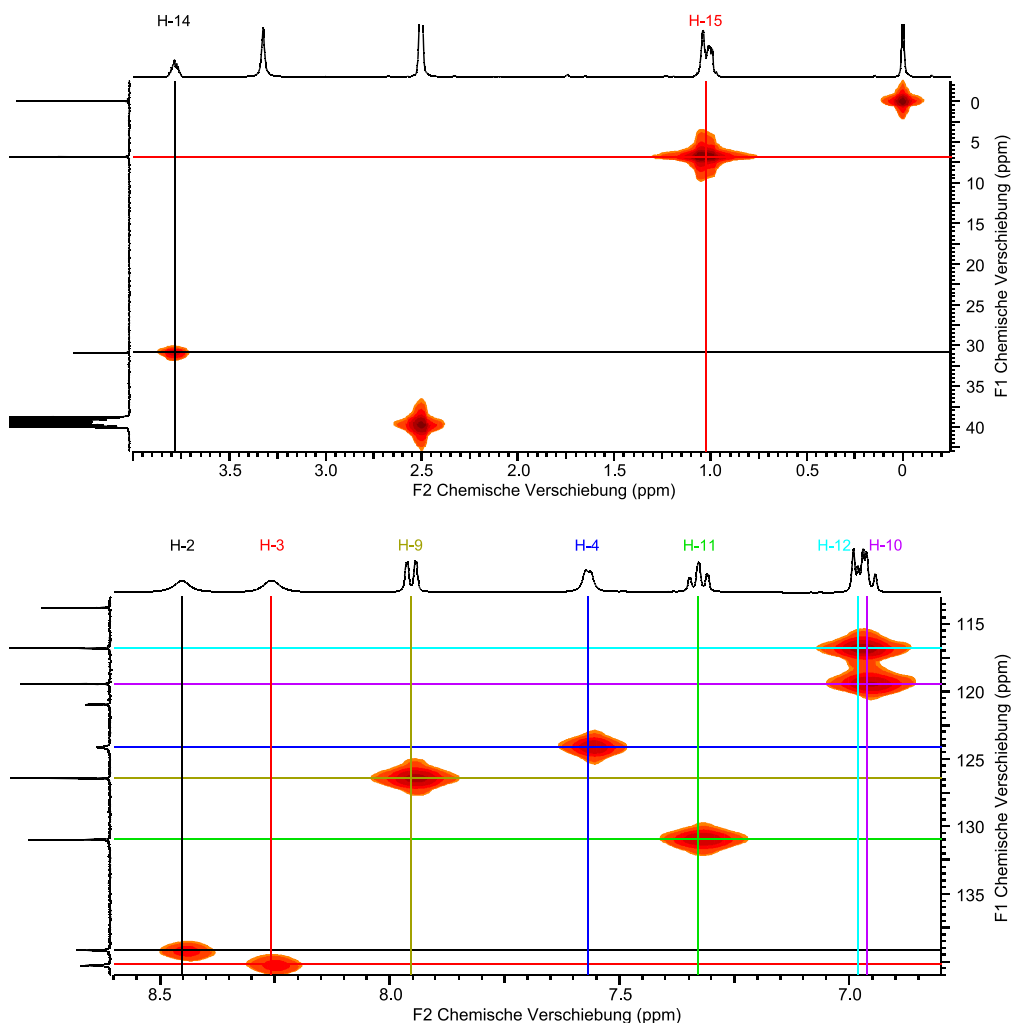 H-14 H-15
0
5
10
15
20
25
30
35
40
F1 Chemische Verschiebung (ppm)
3.5 3.0 2.5 2.0 1.5 1.0 0.5 0
F2 Chemische Verschiebung (ppm)
H-2 H-3 H-9 H-4 H-11 H-12 H-10
115
120
125
130
135
F1 Chemische Verschiebung (ppm)
8.5 8.0 7.5 7.0
F2 Chemische Verschiebung (ppm)